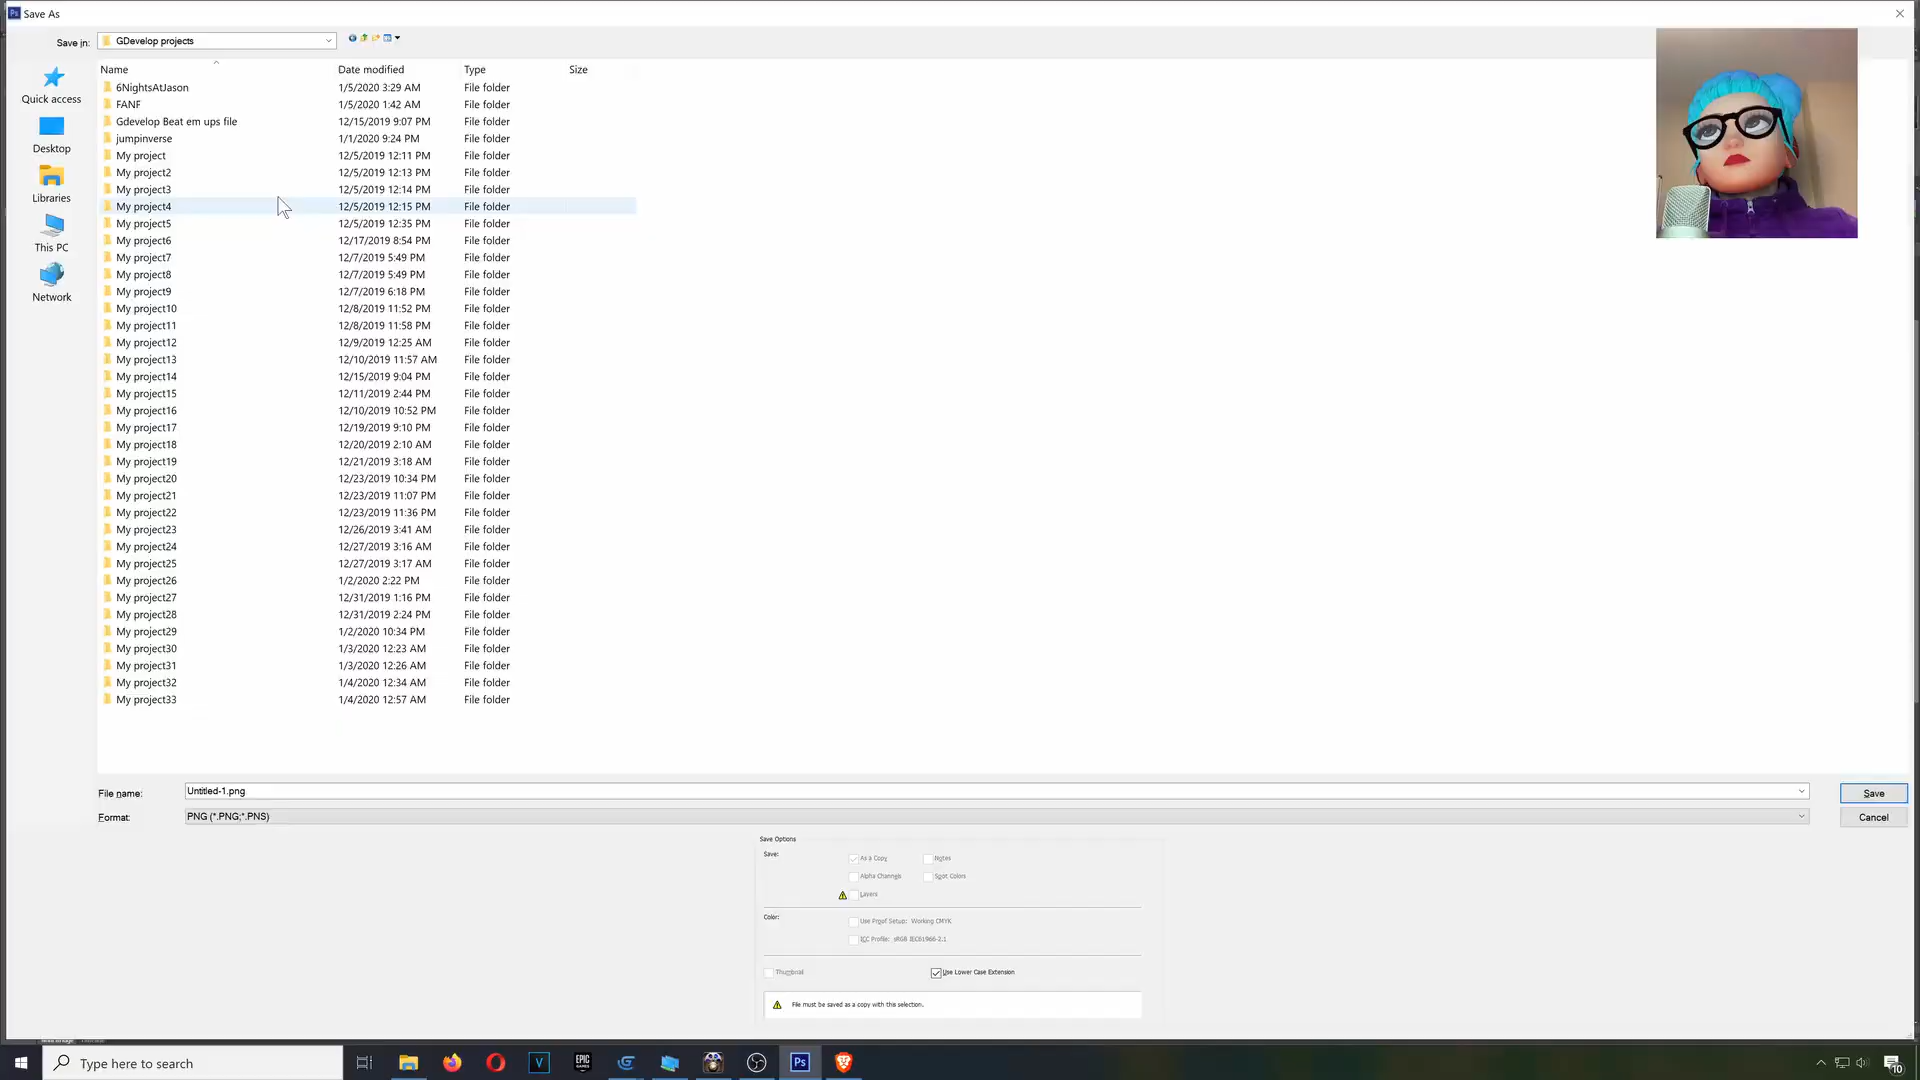 Save As
Save in:
GDevelop projects
Name Date modified Type Size
6NightsAtJason 1/5/2020 3:29 AM File folder
FANF 1/5/2020 1:42 AM File folder
Gdevelop Beat em ups file 12/15/2019 9:07 PM File folder
jumpinverse 1/1/2020 9:24 PM File folder
My project 12/5/2019 12:11 PM File folder
My project2 12/5/2019 12:13 PM File folder
My project3 12/5/2019 12:14 PM File folder
My project4 12/5/2019 12:15 PM File folder
My project5 12/5/2019 12:35 PM File folder
My project6 12/17/2019 8:54 PM File folder
My project7 12/7/2019 5:49 PM File folder
My project8 12/7/2019 5:49 PM File folder
My project9 12/7/2019 6:18 PM File folder
My project10 12/8/2019 11:52 PM File folder
My project11 12/8/2019 11:58 PM File folder
My project12 12/9/2019 12:25 AM File folder
My project13 12/10/2019 11:57 AM File folder
My project14 12/15/2019 9:04 PM File folder
My project15 12/11/2019 2:44 PM File folder
My project16 12/10/2019 10:52 PM File folder
My project17 12/19/2019 9:10 PM File folder
My project18 12/20/2019 2:10 AM File folder
My project19 12/21/2019 3:18 AM File folder
My project20 12/23/2019 10:34 PM File folder
My project21 12/23/2019 11:07 PM File folder
My project22 12/23/2019 11:36 PM File folder
My project23 12/26/2019 3:41 AM File folder
My project24 12/27/2019 3:16 AM File folder
My project25 12/27/2019 3:17 AM File folder
My project26 1/2/2020 2:22 PM File folder
My project27 12/31/2019 1:16 PM File folder
My project28 12/31/2019 2:24 PM File folder
My project29 1/2/2020 10:34 PM File folder
My project30 1/3/2020 12:23 AM File folder
My project31 1/3/2020 12:26 AM File folder
My project32 1/4/2020 12:34 AM File folder
My project33 1/4/2020 12:57 AM File folder
Quick access
Desktop
Libraries
This PC
Network
File name: Untitled-1.png Save
Format: PNG (*.PNG;*.PNS) Cancel
Save Options
Save:
As a Copy Notes
Alpha Channels Spot Colors
Layers
Color:
Use Proof Setup: Working CMYK
ICC Profile: sRGB IEC61966-2.1
Thumbnail Use Lower Case Extension
File must be saved as a copy with this selection.
Type here to search
V
EPIC GAMES
Ps
10